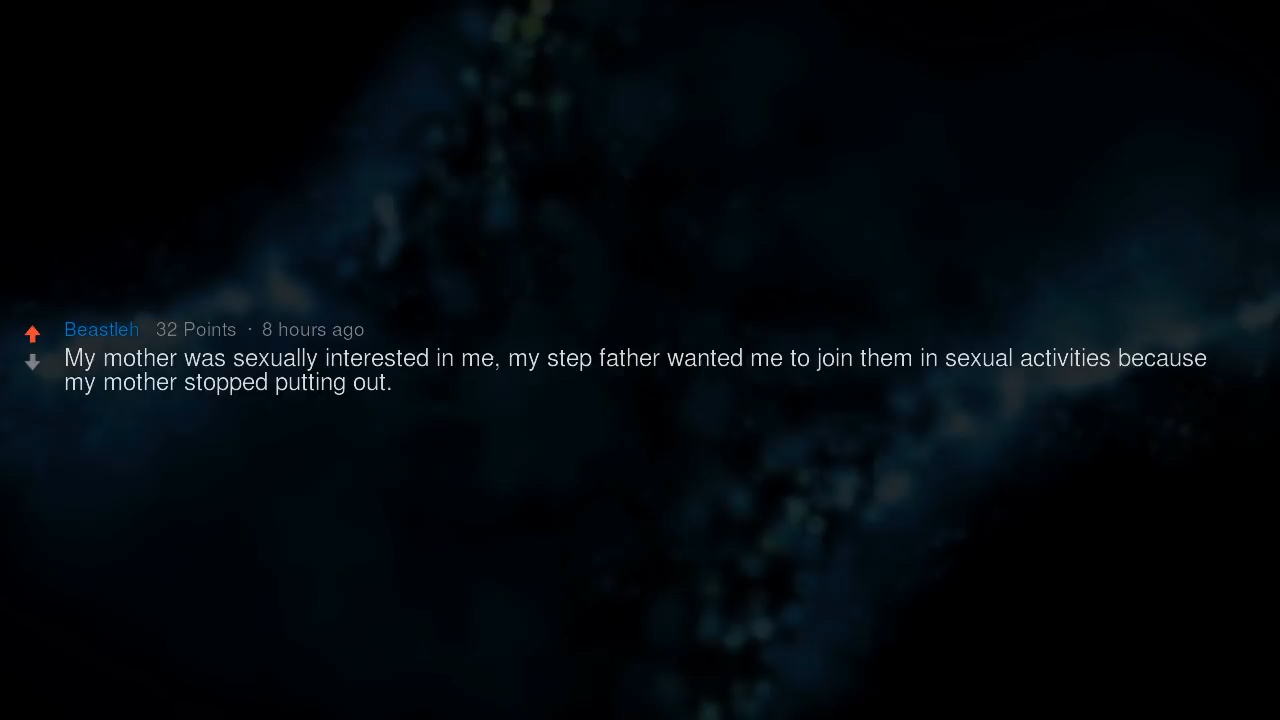 Beastleh 32 Points · 8 hours ago
My mother was sexually interested in me, my step father wanted me to join them in sexual activities because
my mother stopped putting out.